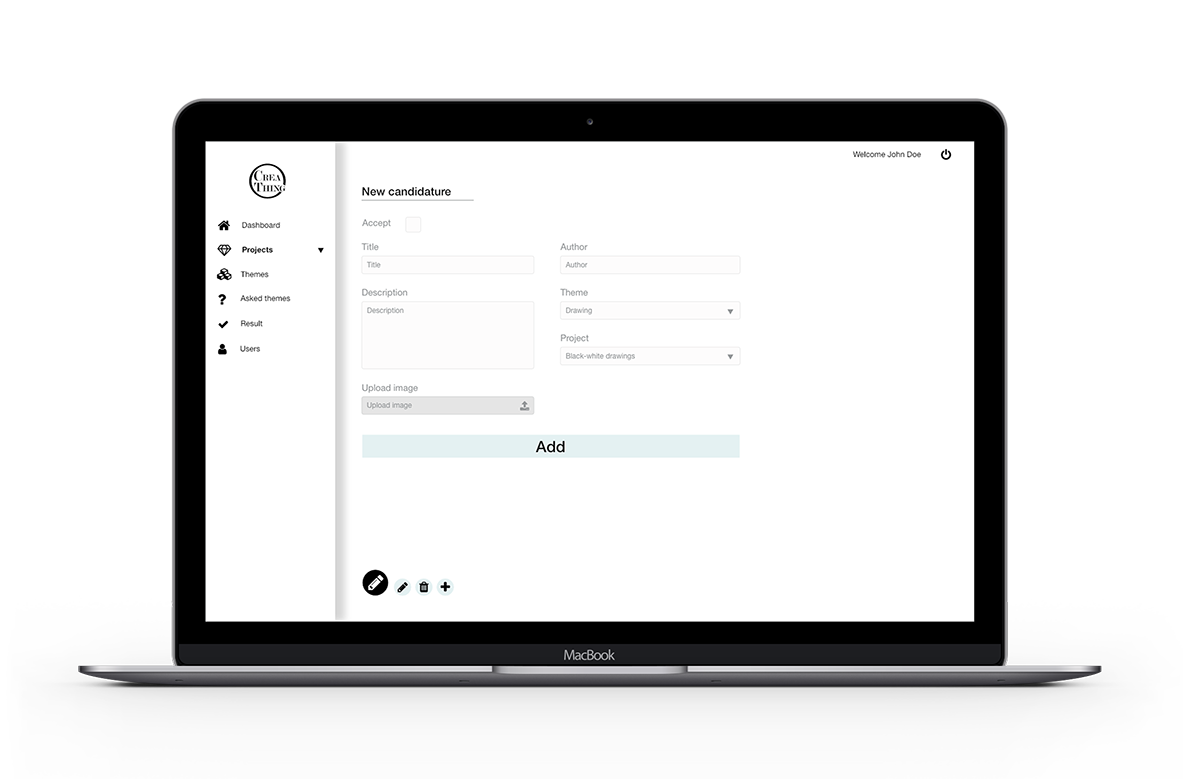 Welcome John Doe
CREA
THING
Dashboard
Projects
Themes
Asked themes
Result
Users
New candidature
Accept
Title
Title
Author
Author
Description
Description
Theme
Drawing
Project
Black-white drawings
Upload image
Upload image
Add
MacBook